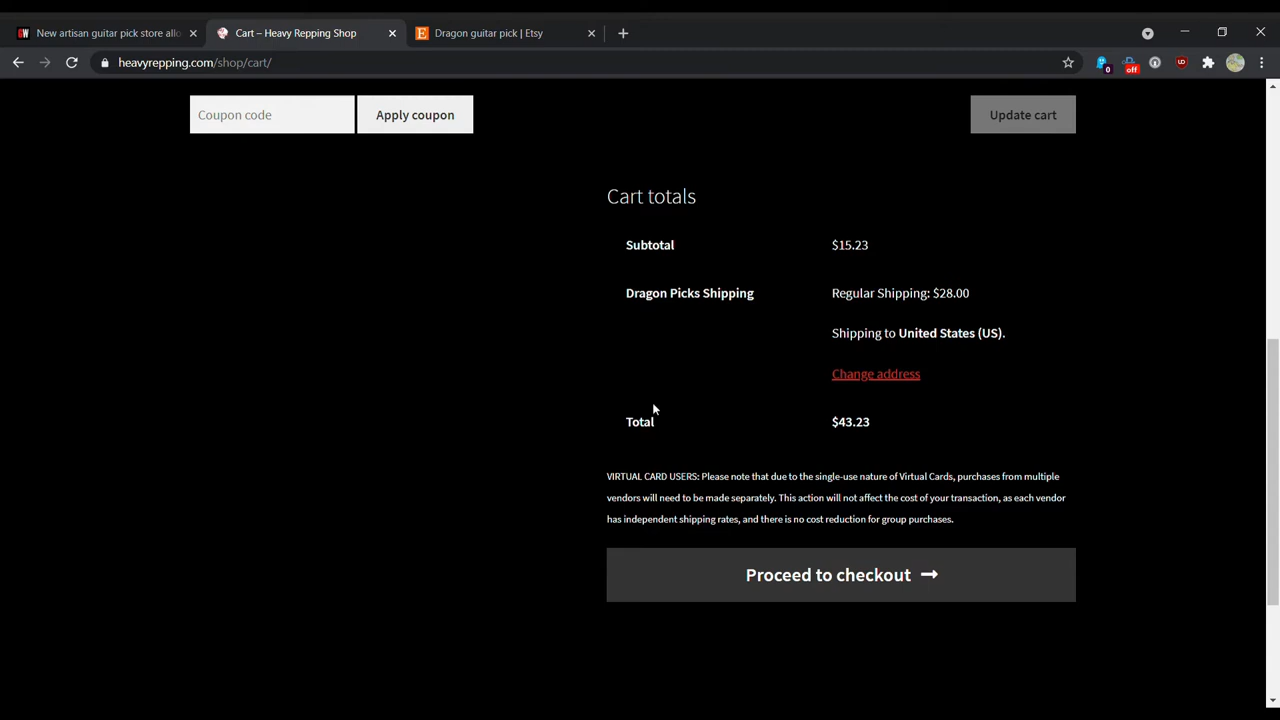 New artisan guitar pick store allo
Cart – Heavy Repping Shop
Dragon guitar pick | Etsy
heavyrepping.com/shop/cart/
0
off
Coupon code
Apply coupon
Update cart
Cart totals
Subtotal
$15.23
Dragon Picks Shipping
Regular Shipping: $28.00
Shipping to United States (US).
Change address
Total
$43.23
VIRTUAL CARD USERS: Please note that due to the single-use nature of Virtual Cards, purchases from multiple
vendors will need to be made separately. This action will not affect the cost of your transaction, as each vendor
has independent shipping rates, and there is no cost reduction for group purchases.
Proceed to checkout